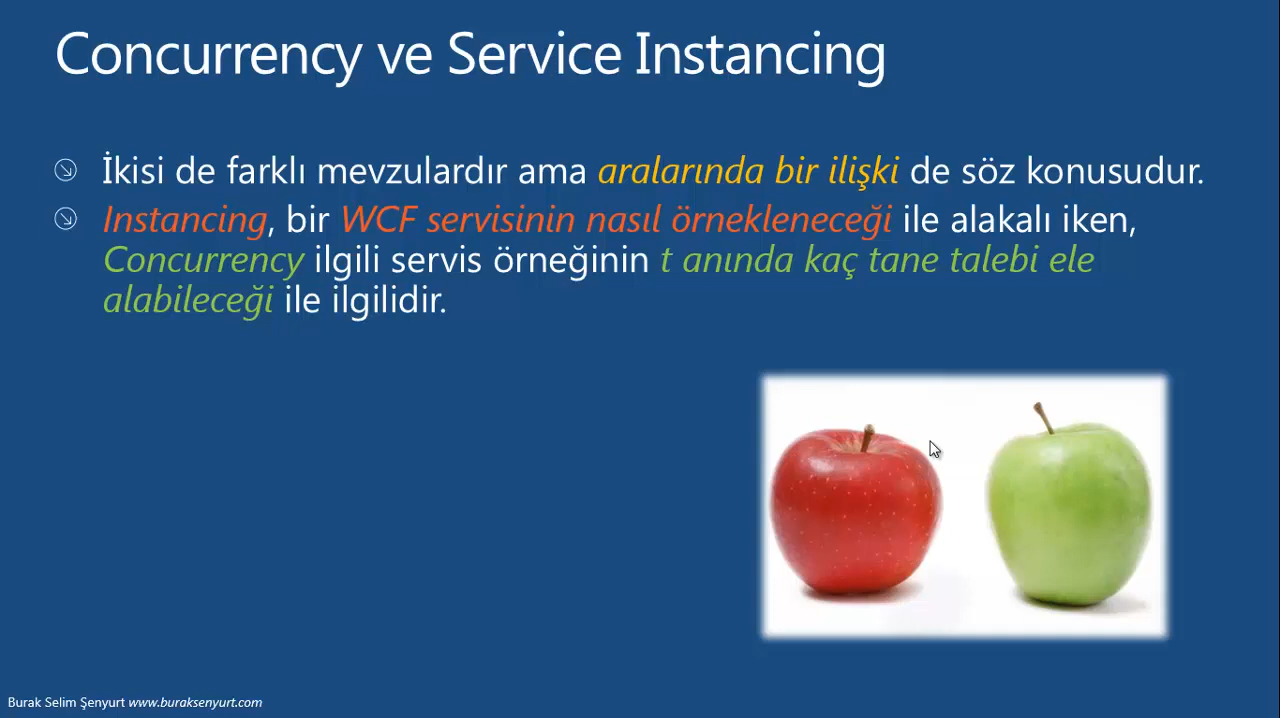 Concurrency ve Service Instancing
İkisi de farklı mevzulardır ama aralarında bir ilişki de söz konusudur.
Instancing, bir WCF servisinin nasıl örnekleneceği ile alakalı iken,
Concurrency ilgili servis örneğinin t anında kaç tane talebi ele
alabileceği ile ilgilidir.
Burak Selim Şenyurt www.buraksenyurt.com